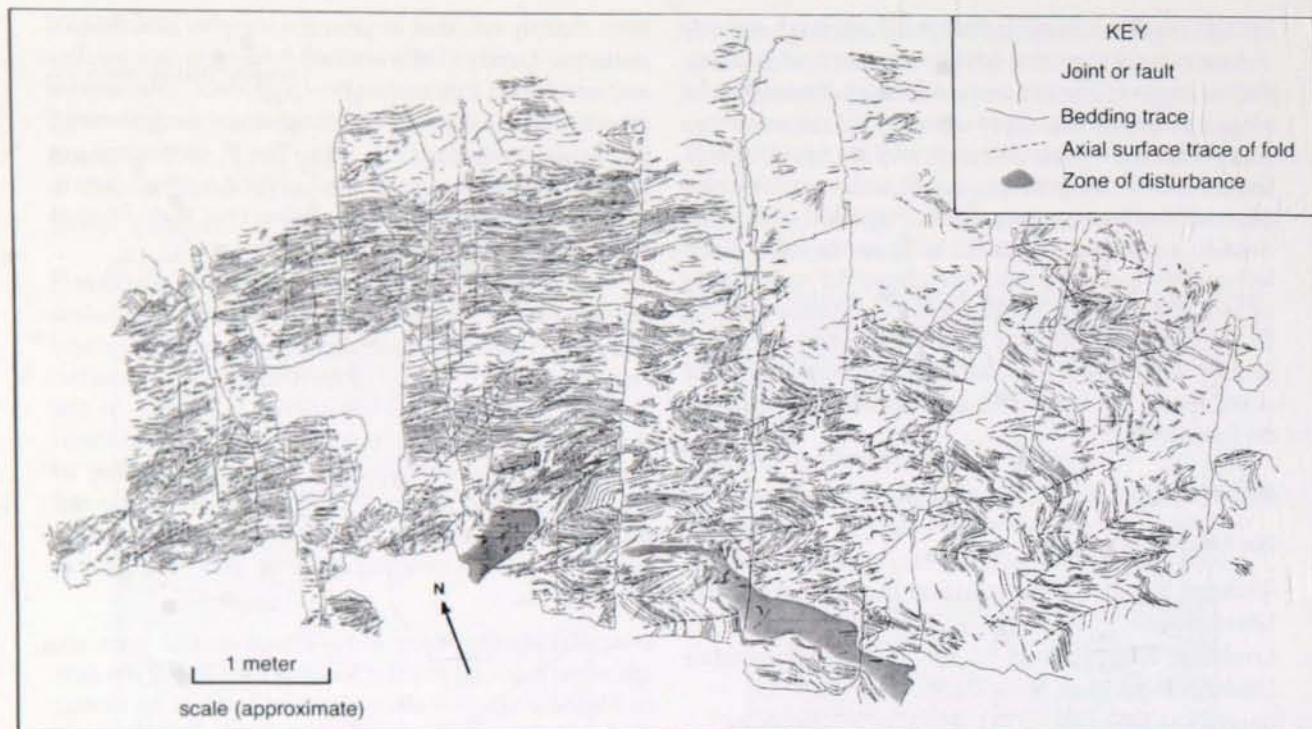 KEY
Joint or fault
Bedding trace
Axial surface trace of fold
Zone of disturbance
N
1 meter
scale (approximate)